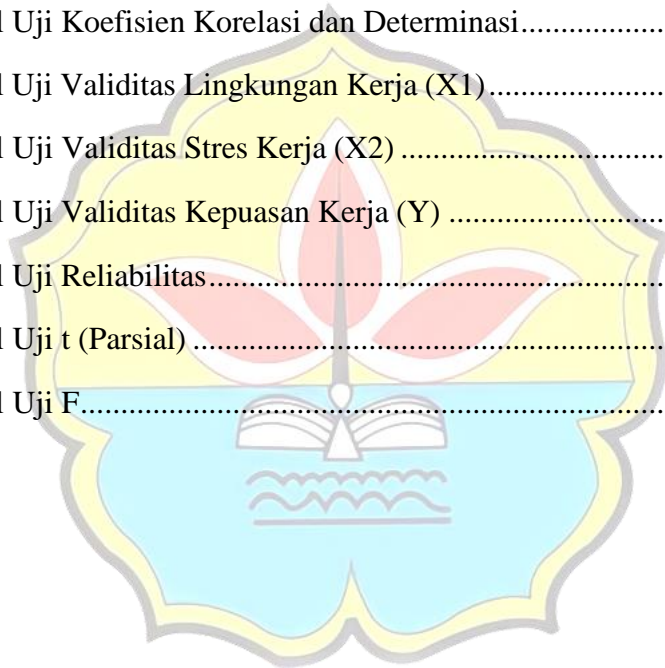 l Uji Koefisien Korelasi dan Determinasi...................
l Uji Validitas Lingkungan Kerja (X1).......................
l Uji Validitas Stres Kerja (X2) ..................................
l Uji Validitas Kepuasan Kerja (Y) ............................
l Uji Reliabilitas...........................................................
l Uji t (Parsial) .............................................................
l Uji F...........................................................................